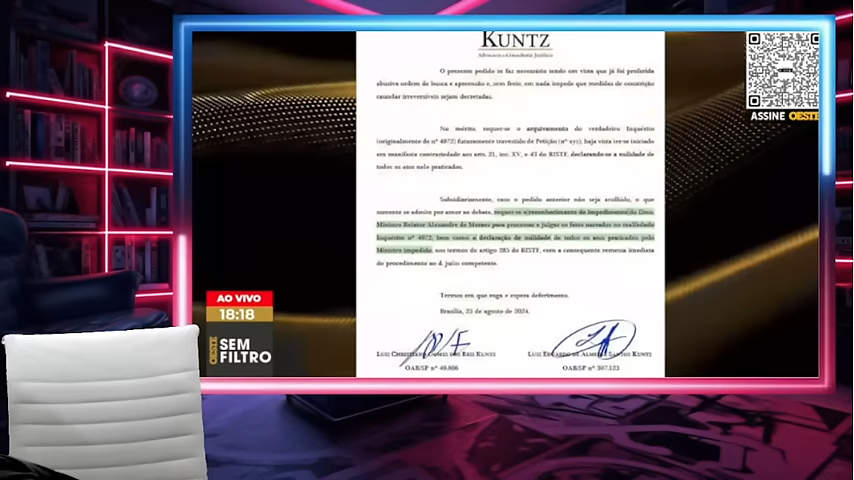 KUNTZ
Advocacia e Consultoria Jurídica
O presente pedido se faz necessário tendo em vista que já foi proferida
abusiva ordem de busca e apreensão e, sem freio, em nada impede que medidas de constrição
cautelar irreversíveis sejam decretadas.
No mérito, requer-se o arquivamento do verdadeiro Inquérito
(originalmente de nº 4972) futuramente travestido de Petição (nº xyz), haja vista ter-se iniciado
em manifesta contrariedade aos arts. 21, inc. XV, e 43 do RISTF, declarando-se a nulidade de
todos os atos nele praticados.
Subsidiariamente, caso o pedido anterior não seja acolhido, o que
somente se admite por amor ao debate, requer-se o reconhecimento do impedimento do Exmo.
Ministro Relator Alexandre de Moraes para processar e julgar os fatos narrados no malfadado
Inquérito nº 4972, bem como a declaração de nulidade de todos os atos praticados pelo
Ministro impedido, nos termos do artigo 285 do RISTF, com a consequente remessa imediata
do procedimento ao d. juízo competente.
Termos em que roga e espera deferimento.
Brasília, 25 de agosto de 2024.
LUIZ CHRISTIANO GOMES DOS REIS KUNTZ
OAB/SP nº 49.806
LUIZ EDUARDO DE ALMEIDA SANTOS KUNTZ
OAB/SP nº 307.123
ASSINE OESTE
AO VIVO
18:18
OESTE
SEM
FILTRO